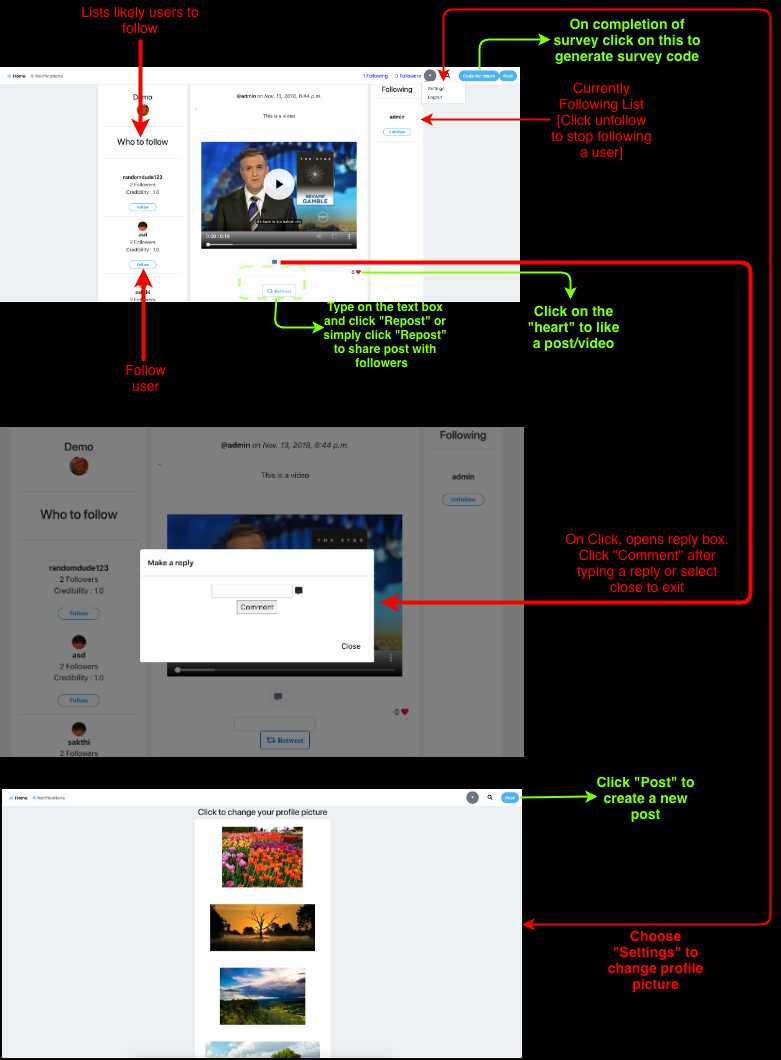 Lists likely users to
follow
On completion of
survey click on this to
generate survey code
Home Notifications
1 Following 0 Followers
Post
Settings
Logout
Demo
Who to follow
randomdude123
2 Followers
Credibility : 1.0
Follow
asd
2 Followers
Credibility : 1.0
Follow
@admin on Nov. 13, 2019, 6:44 p.m.
This is a video
THE STAR
GAMBLE
Following
admin
Unfollow
Currently
Following List
[Click unfollow
to stop following
a user]
Type on the text box
and click "Repost" or
simply click "Repost"
to share post with
followers
Click on the
"heart" to like
a post/video
Follow
user
Demo
Who to follow
randomdude123
2 Followers
Credibility : 1.0
Follow
asd
2 Followers
Credibility : 1.0
Follow
sakthi
2 Followers
@admin on Nov. 13, 2019, 6:44 p.m.
This is a video
Make a reply
Comment
Close
Retweet
Following
admin
Unfollow
On Click, opens reply box.
Click "Comment" after
typing a reply or select
close to exit
Home Notifications
Post
Click to change your profile picture
Click "Post" to
create a new
post
Choose
"Settings" to
change profile
picture